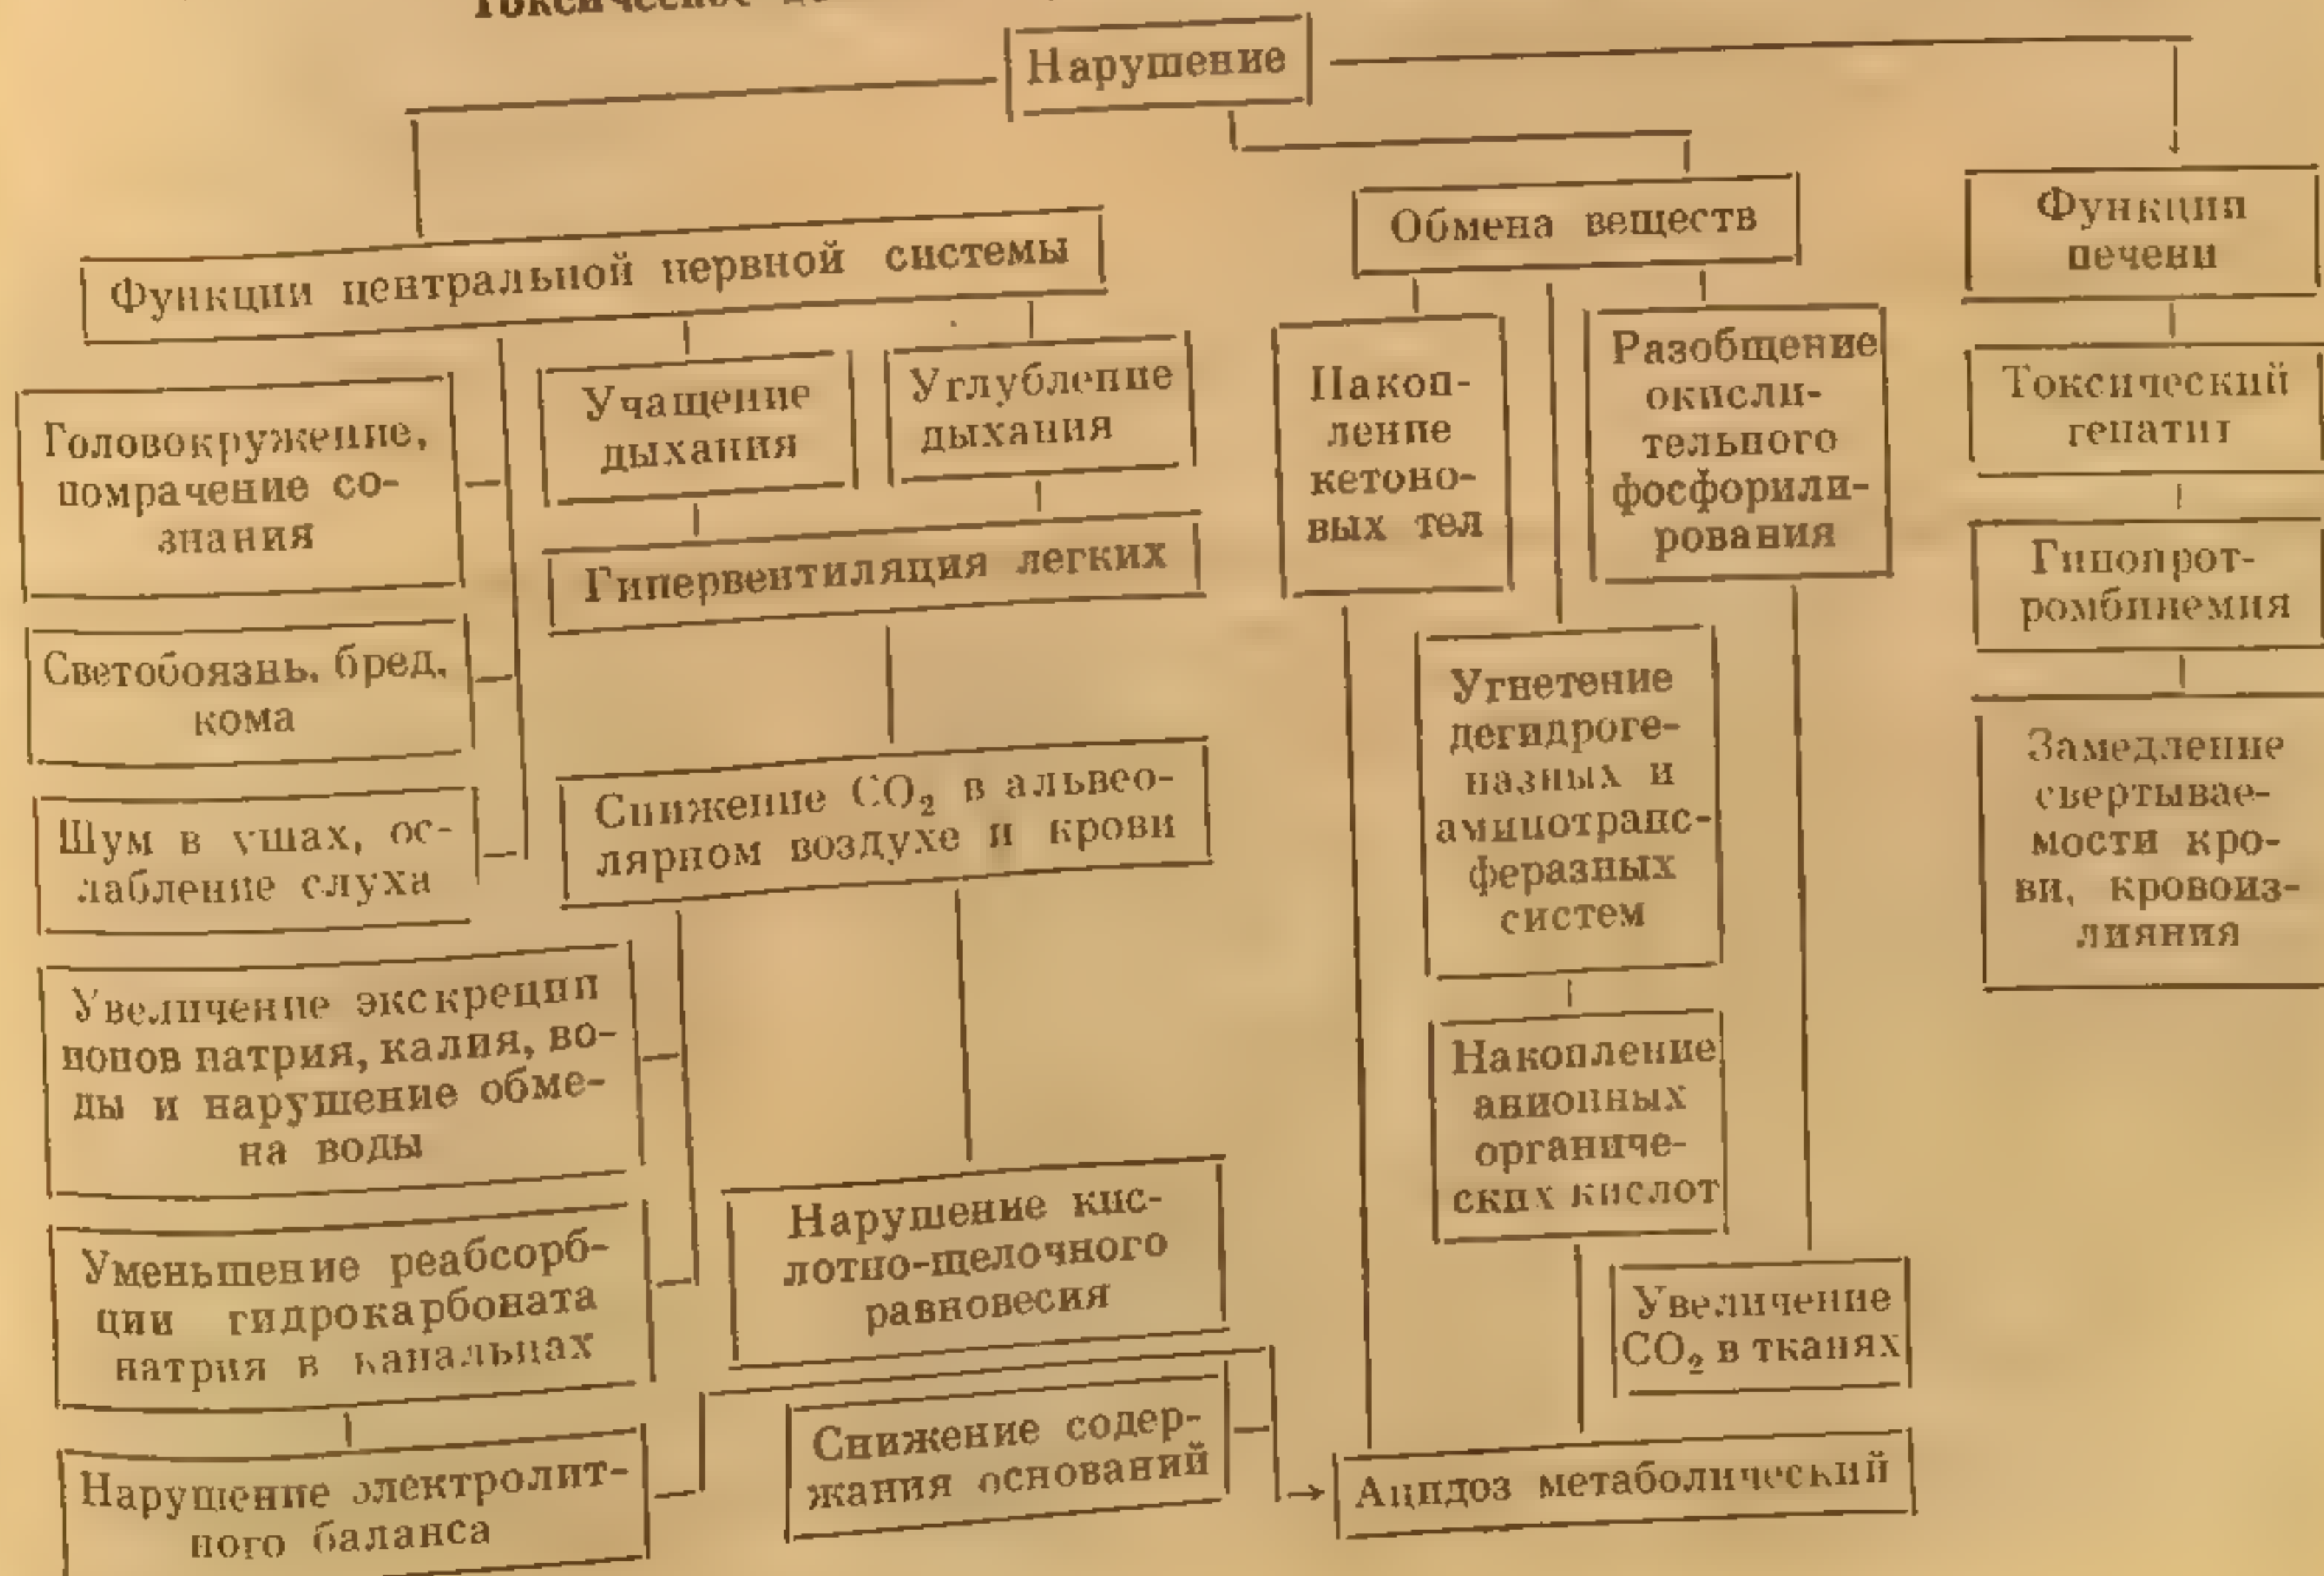 Токсическое
Нарушение
Функции центральной нервной системы
Обмена веществ
Функции
печени
Головокружение,
помрачение со-
знания
Учащение
дыхания
Углубление
дыхания
Накоп-
ление
кетоно-
вых тел
Разобщение
окисли-
тельного
фосфорили-
рования
Токсический
гепатит
Гипервентиляция легких
Гипопрот-
ромбинемия
Светобоязнь, бред,
кома
Угнетение
дегидроге-
назных и
аминотранс-
феразных
систем
Замедление
свертывае-
мости кро-
ви, кровоиз-
лияния
Шум в ушах, ос-
лабление слуха
Снижение CO₂ в альвео-
лярном воздухе и крови
Увеличение экскреции
ионов натрия, калия, во-
ды и нарушение обме-
на воды
Накопление
анионных
органиче-
ских кислот
Нарушение кис-
лотно-щелочного
равновесия
Уменьшение реабсорб-
ции гидрокарбоната
натрия в канальцах
Увеличение
CO₂ в тканях
Снижение содер-
жания оснований
Нарушение электролит-
ного баланса
Ацидоз метаболический